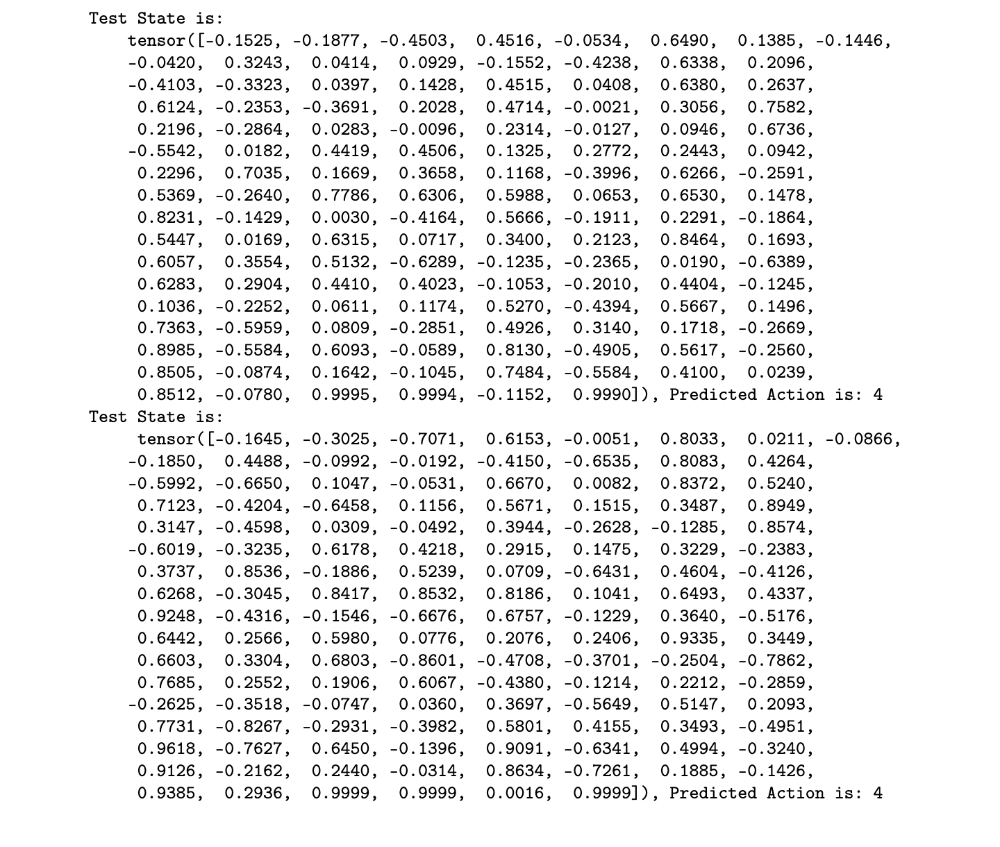 Test State is:
tensor([-0.1525, -0.1877, -0.4503, 0.4516, -0.0534, 0.6490, 0.1385, -0.1446,
-0.0420, 0.3243, 0.0414, 0.0929, -0.1552, -0.4238, 0.6338, 0.2096,
-0.4103, -0.3323, 0.0397, 0.1428, 0.4515, 0.0408, 0.6380, 0.2637,
0.6124, -0.2353, -0.3691, 0.2028, 0.4714, -0.0021, 0.3056, 0.7582,
0.2196, -0.2864, 0.0283, -0.0096, 0.2314, -0.0127, 0.0946, 0.6736,
-0.5542, 0.0182, 0.4419, 0.4506, 0.1325, 0.2772, 0.2443, 0.0942,
0.2296, 0.7035, 0.1669, 0.3658, 0.1168, -0.3996, 0.6266, -0.2591,
0.5369, -0.2640, 0.7786, 0.6306, 0.5988, 0.0653, 0.6530, 0.1478,
0.8231, -0.1429, 0.0030, -0.4164, 0.5666, -0.1911, 0.2291, -0.1864,
0.5447, 0.0169, 0.6315, 0.0717, 0.3400, 0.2123, 0.8464, 0.1693,
0.6057, 0.3554, 0.5132, -0.6289, -0.1235, -0.2365, 0.0190, -0.6389,
0.6283, 0.2904, 0.4410, 0.4023, -0.1053, -0.2010, 0.4404, -0.1245,
0.1036, -0.2252, 0.0611, 0.1174, 0.5270, -0.4394, 0.5667, 0.1496,
0.7363, -0.5959, 0.0809, -0.2851, 0.4926, 0.3140, 0.1718, -0.2669,
0.8985, -0.5584, 0.6093, -0.0589, 0.8130, -0.4905, 0.5617, -0.2560,
0.8505, -0.0874, 0.1642, -0.1045, 0.7484, -0.5584, 0.4100, 0.0239,
0.8512, -0.0780, 0.9995, 0.9994, -0.1152, 0.9990]), Predicted Action is: 4
Test State is:
tensor([-0.1645, -0.3025, -0.7071, 0.6153, -0.0051, 0.8033, 0.0211, -0.0866,
-0.1850, 0.4488, -0.0992, -0.0192, -0.4150, -0.6535, 0.8083, 0.4264,
-0.5992, -0.6650, 0.1047, -0.0531, 0.6670, 0.0082, 0.8372, 0.5240,
0.7123, -0.4204, -0.6458, 0.1156, 0.5671, 0.1515, 0.3487, 0.8949,
0.3147, -0.4598, 0.0309, -0.0492, 0.3944, -0.2628, -0.1285, 0.8574,
-0.6019, -0.3235, 0.6178, 0.4218, 0.2915, 0.1475, 0.3229, -0.2383,
0.3737, 0.8536, -0.1886, 0.5239, 0.0709, -0.6431, 0.4604, -0.4126,
0.6268, -0.3045, 0.8417, 0.8532, 0.8186, 0.1041, 0.6493, 0.4337,
0.9248, -0.4316, -0.1546, -0.6676, 0.6757, -0.1229, 0.3640, -0.5176,
0.6442, 0.2566, 0.5980, 0.0776, 0.2076, 0.2406, 0.9335, 0.3449,
0.6603, 0.3304, 0.6803, -0.8601, -0.4708, -0.3701, -0.2504, -0.7862,
0.7685, 0.2552, 0.1906, 0.6067, -0.4380, -0.1214, 0.2212, -0.2859,
-0.2625, -0.3518, -0.0747, 0.0360, 0.3697, -0.5649, 0.5147, 0.2093,
0.7731, -0.8267, -0.2931, -0.3982, 0.5801, 0.4155, 0.3493, -0.4951,
0.9618, -0.7627, 0.6450, -0.1396, 0.9091, -0.6341, 0.4994, -0.3240,
0.9126, -0.2162, 0.2440, -0.0314, 0.8634, -0.7261, 0.1885, -0.1426,
0.9385, 0.2936, 0.9999, 0.9999, 0.0016, 0.9999]), Predicted Action is: 4